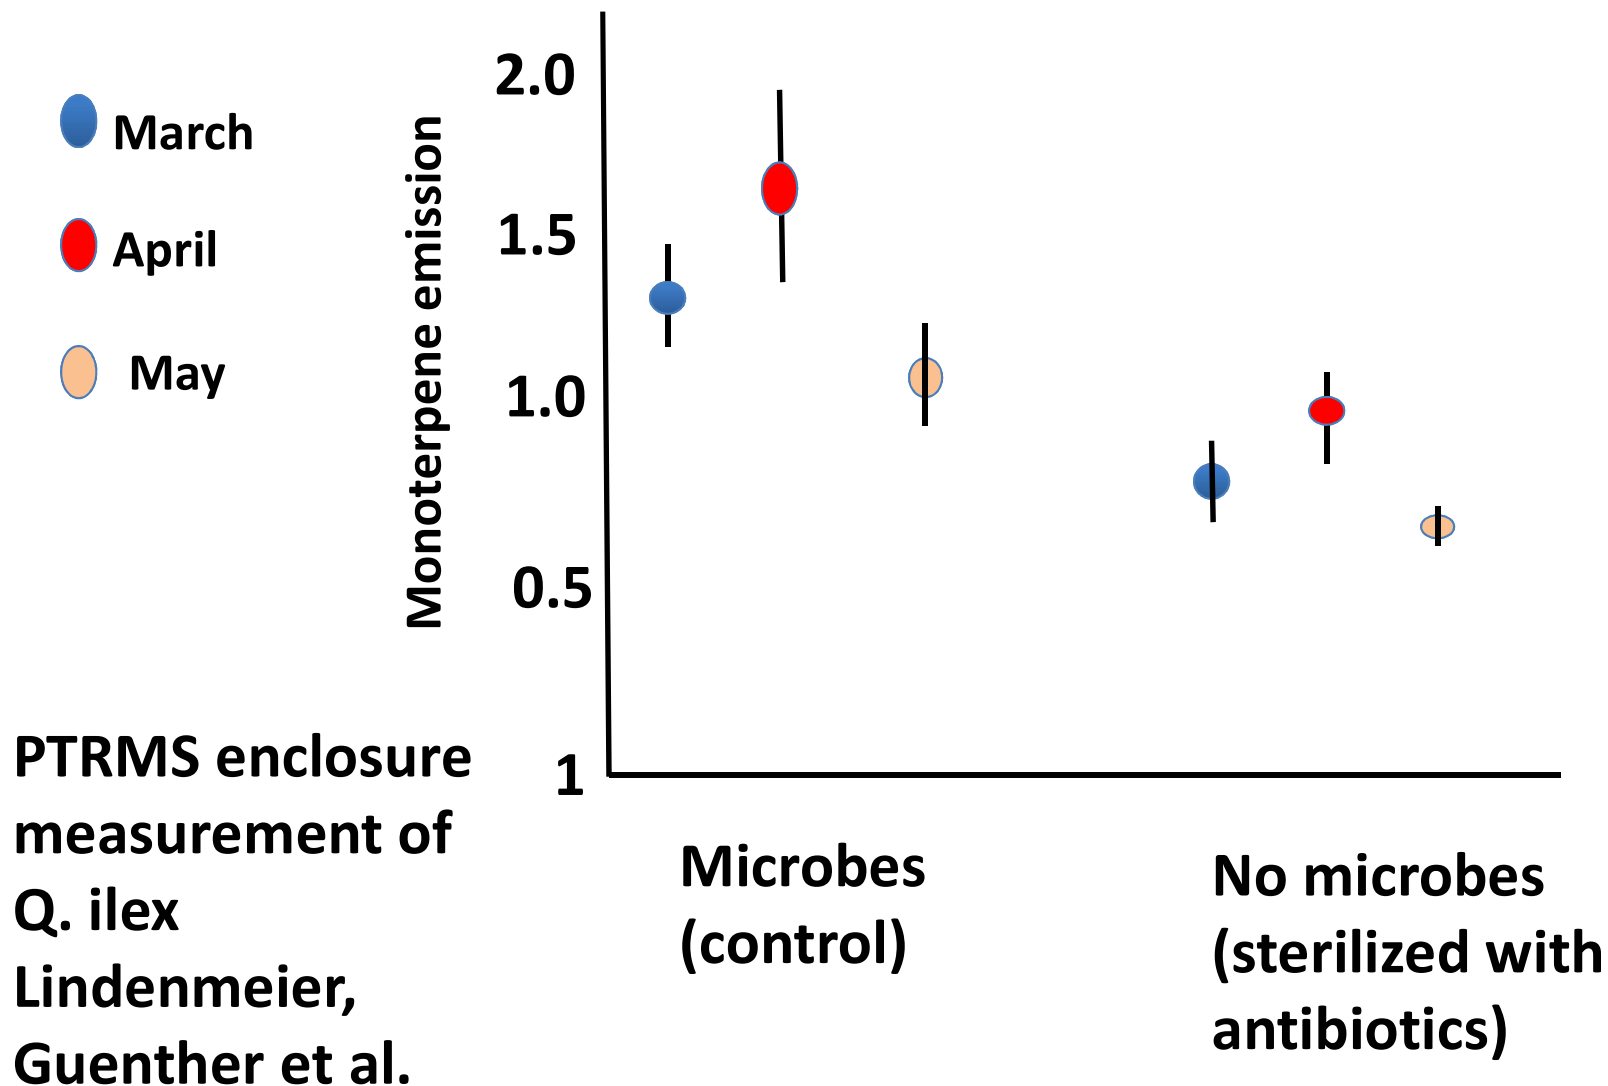 March
April
May
Monoterpene emission
2.0
1.5
1.0
0.5
1
Microbes
(control)
No microbes
(sterilized with
antibiotics)
PTRMS enclosure
measurement of
Q. ilex
Lindenmeier,
Guenther et al.